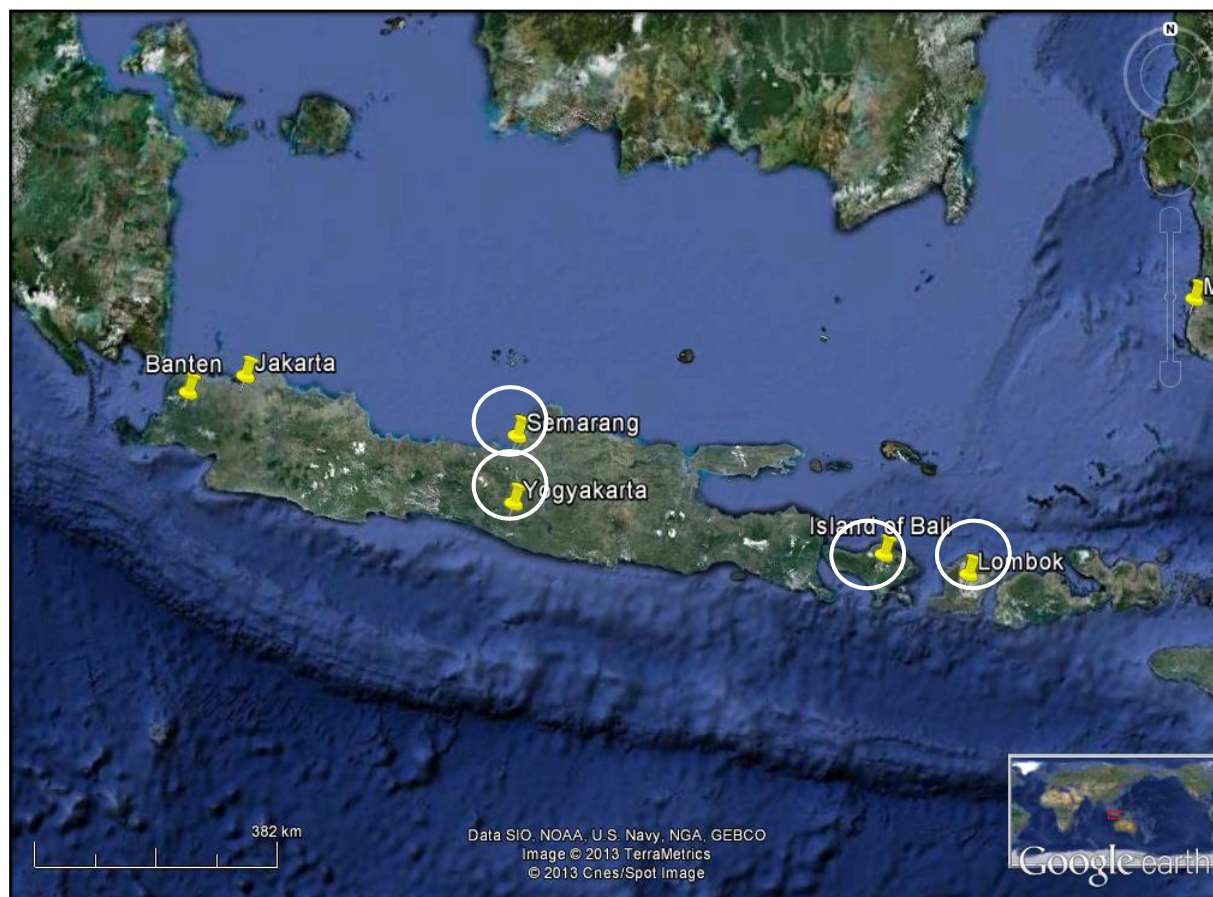 N
M
Banten
Jakarta
Semarang
Yogyakarta
Island of Bali
Lombok
382 km
Data SIO, NOAA, U.S. Navy, NGA, GEBCO
Image © 2013 TerraMetrics
© 2013 Cnes/Spot Image
Google earth